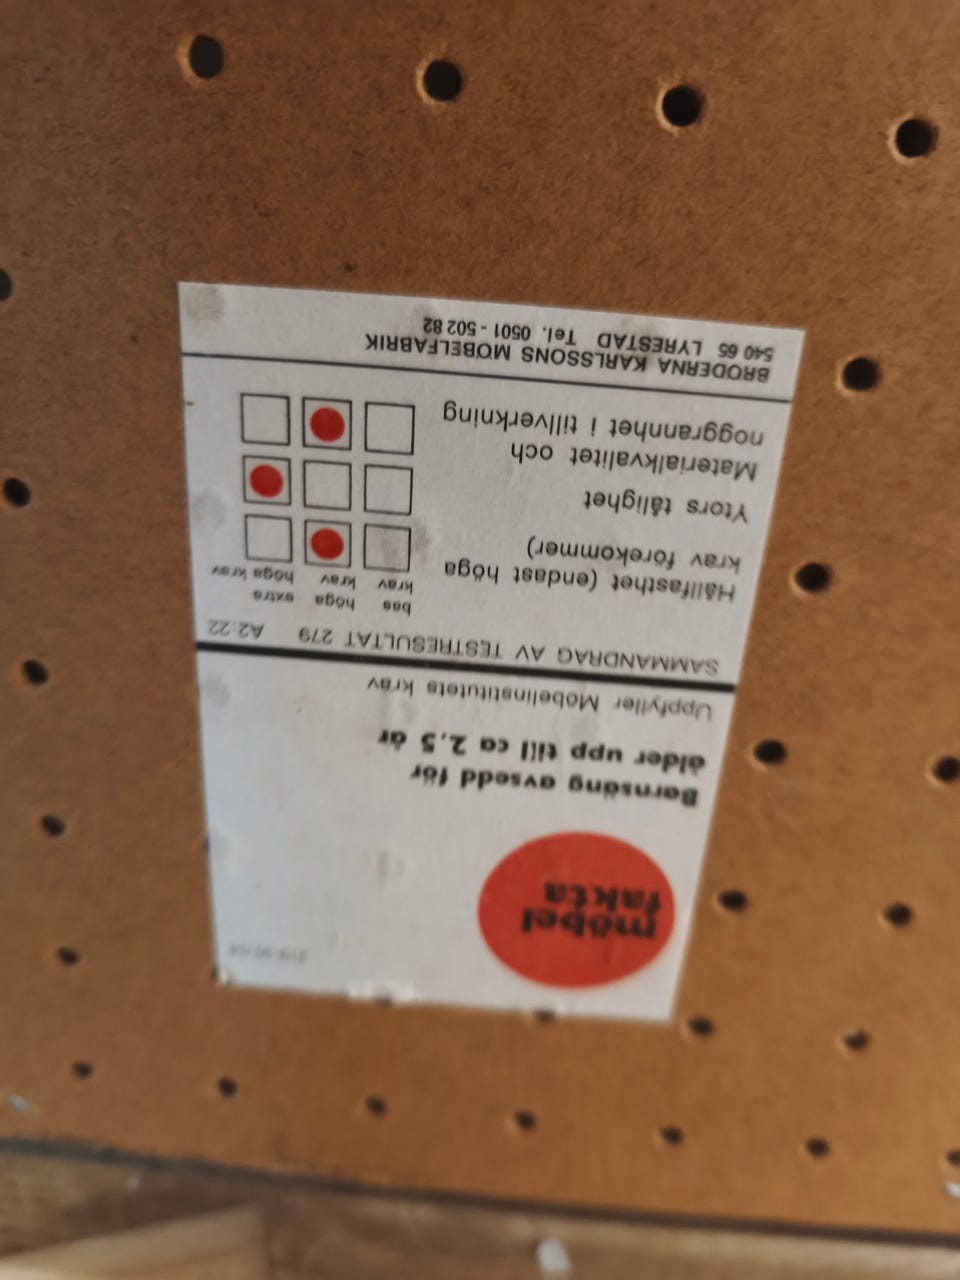 möbel
fakta
Barnsäng avsedd för
ålder upp till ca 2,5 år
Uppfyller Möbelinstitutets krav
SAMMANDRAG AV TESTRESULTAT 279 A2:22
bas höga extra
krav krav höga krav
Hållfasthet (endast höga
krav förekommer)
Ytors tålighet
Materialkvalitet och
noggrannhet i tillverkning
BRÖDERNA KARLSSONS MÖBELFABRIK
540 65 LYRESTAD Tel. 0501 - 502 82